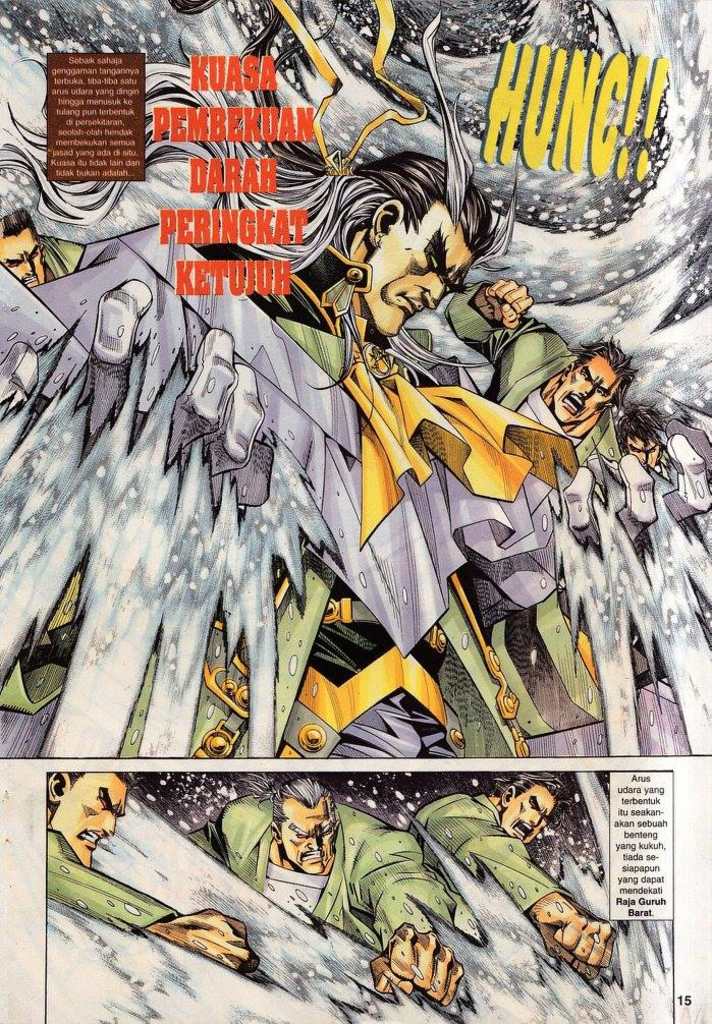 Sebaik sahaja
genggaman tangannya
terbuka, tiba-tiba satu
arus udara yang dingin
hingga menusuk ke
tulang pun terbentuk
di persekitaran,
seolah-olah hendak
membekukan semua
jasad yang ada di situ.
Kuasa itu tidak lain dan
tidak bukan adalah...
KUASA
PEMBEKUAN
DARAH
PERINGKAT
KETUJUH
HUNG!!
Arus
udara yang
terbentuk
itu seakan-
akan sebuah
benteng
yang kukuh,
tiada se-
siapapun
yang dapat
mendekati
Raja Guruh
Barat.
15